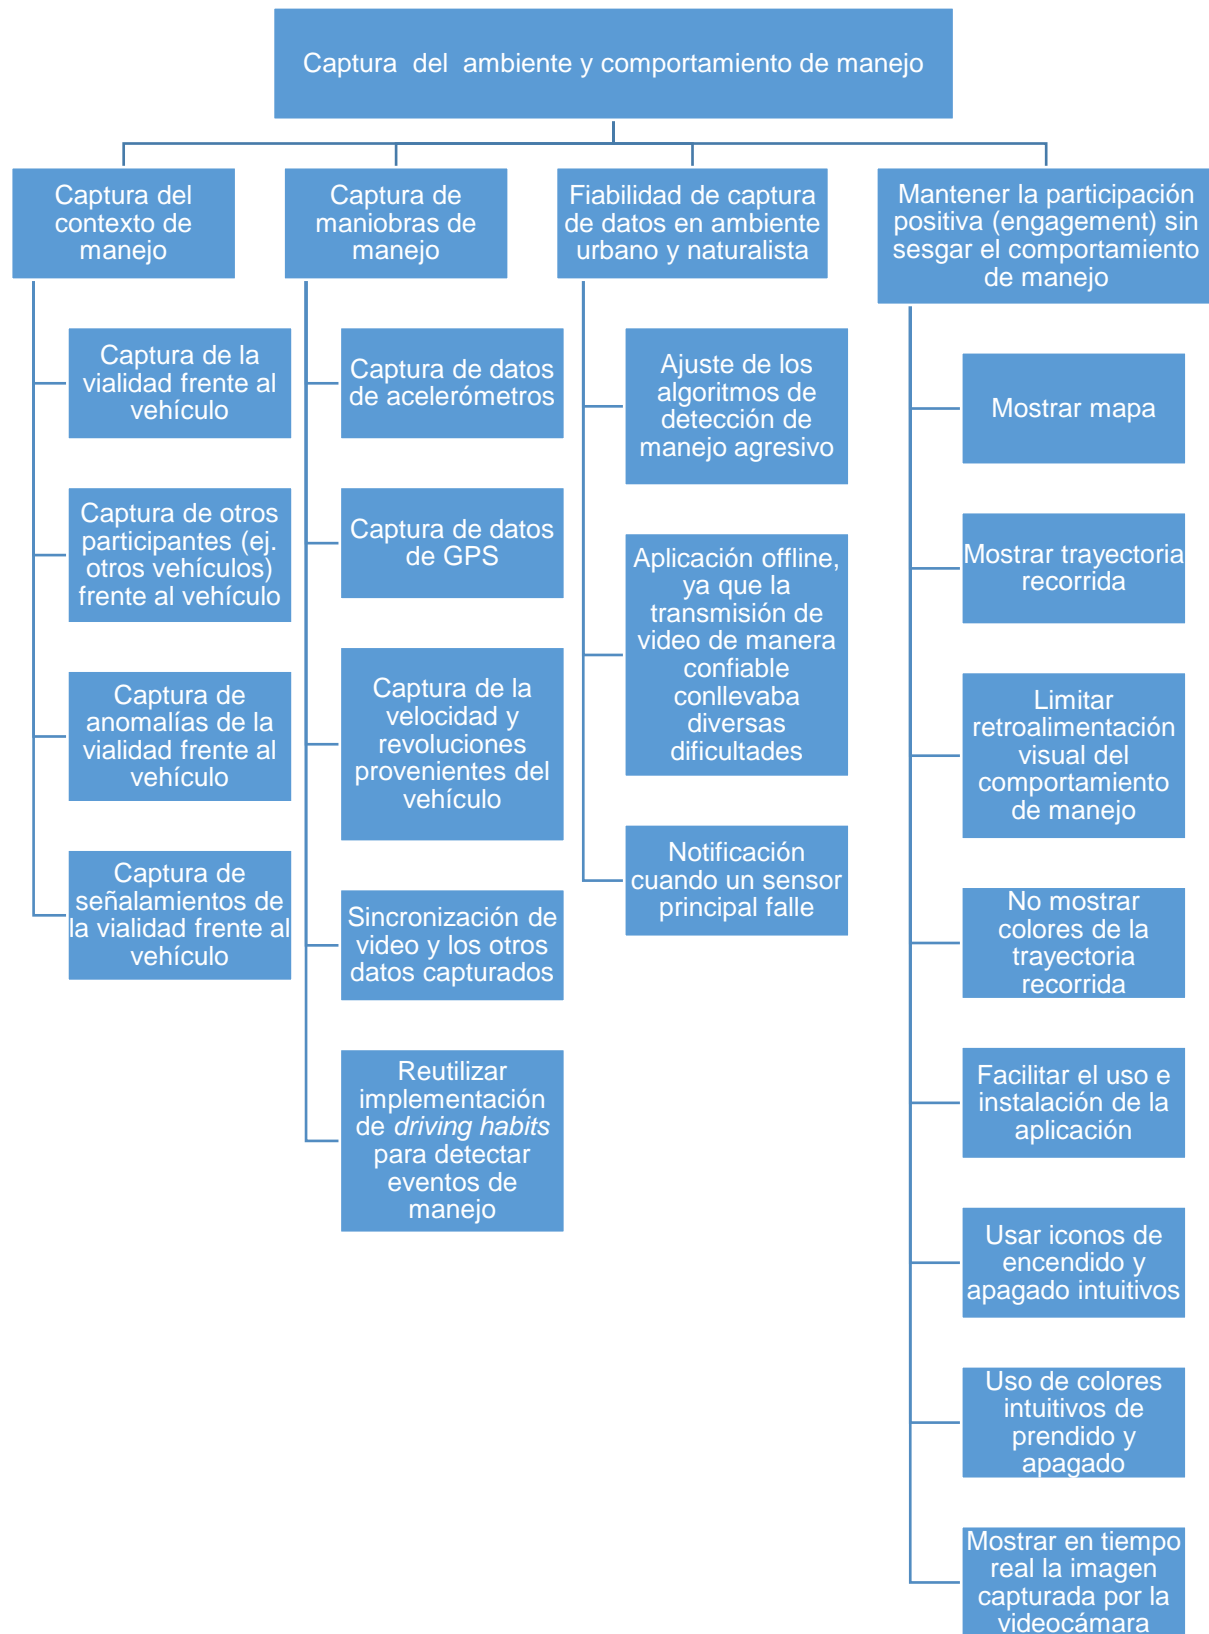 Captura del ambiente y comportamiento de manejo
Captura del
contexto de
manejo
Captura de la
vialidad frente al
vehículo
Captura de otros
participantes (ej.
otros vehículos)
frente al vehículo
Captura de
anomalías de la
vialidad frente al
vehículo
Captura de
señalamientos de
la vialidad frente al
vehículo
Captura de
maniobras de
manejo
Captura de datos
de acelerómetros
Captura de datos
de GPS
Captura de la
velocidad y
revoluciones
provenientes del
vehículo
Sincronización de
video y los otros
datos capturados
Reutilizar
implementación
de driving habits
para detectar
eventos de
manejo
Fiabilidad de captura
de datos en ambiente
urbano y naturalista
Ajuste de los
algoritmos de
detección de
manejo agresivo
Aplicación offline,
ya que la
transmisión de
video de manera
confiable
conllevaba
diversas
dificultades
Notificación
cuando un sensor
principal falle
Mantener la participación
positiva (engagement) sin
sesgar el comportamiento
de manejo
Mostrar mapa
Mostrar trayectoria
recorrida
Limitar
retroalimentación
visual del
comportamiento
de manejo
No mostrar
colores de la
trayectoria
recorrida
Facilitar el uso e
instalación de la
aplicación
Usar iconos de
encendido y
apagado intuitivos
Uso de colores
intuitivos de
prendido y
apagado
Mostrar en tiempo
real la imagen
capturada por la
videocámara